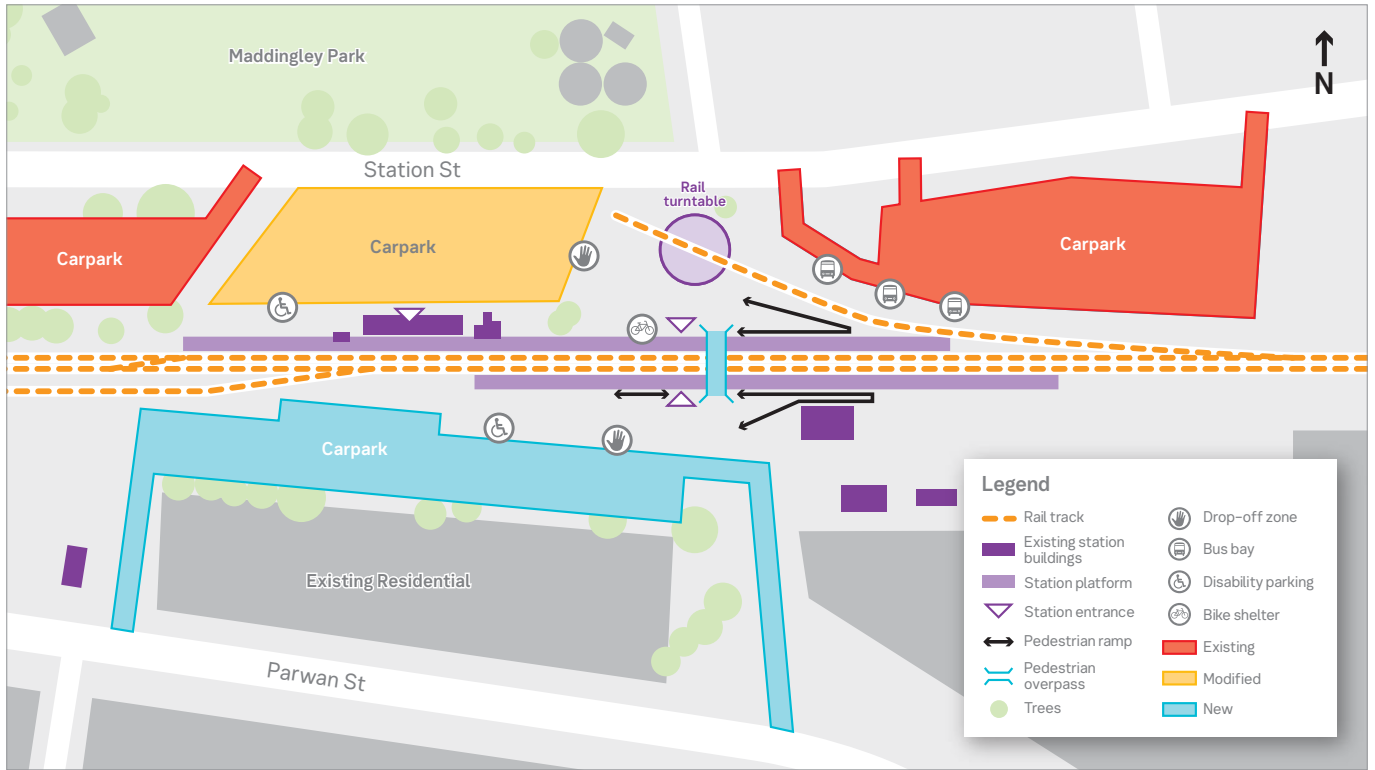 Maddingley Park
N
Station St
Rail
turntable
Carpark
Carpark
Carpark
Carpark
Existing Residential
Parwan St
Legend
Rail track
Existing station
buildings
Station platform
Station entrance
Pedestrian ramp
Pedestrian
overpass
Trees
Drop-off zone
Bus bay
Disability parking
Bike shelter
Existing
Modified
New